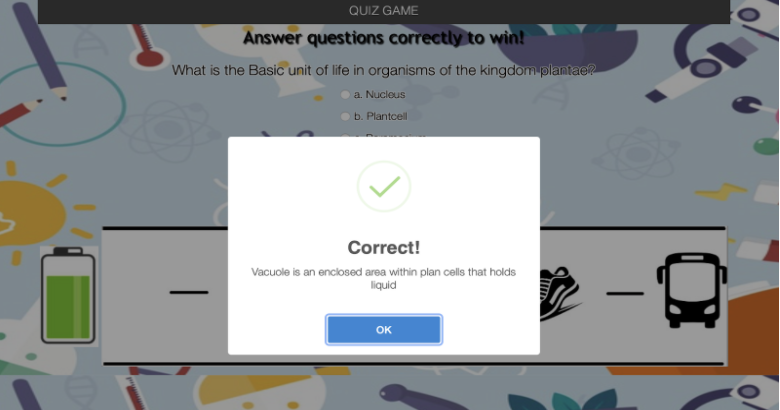 QUIZ GAME
Answer questions correctly to win!
What is the Basic unit of life in organisms of the kingdom plantae?
a. Nucleus
b. Plantcell
Correct!
Vacuole is an enclosed area within plan cells that holds
liquid
OK